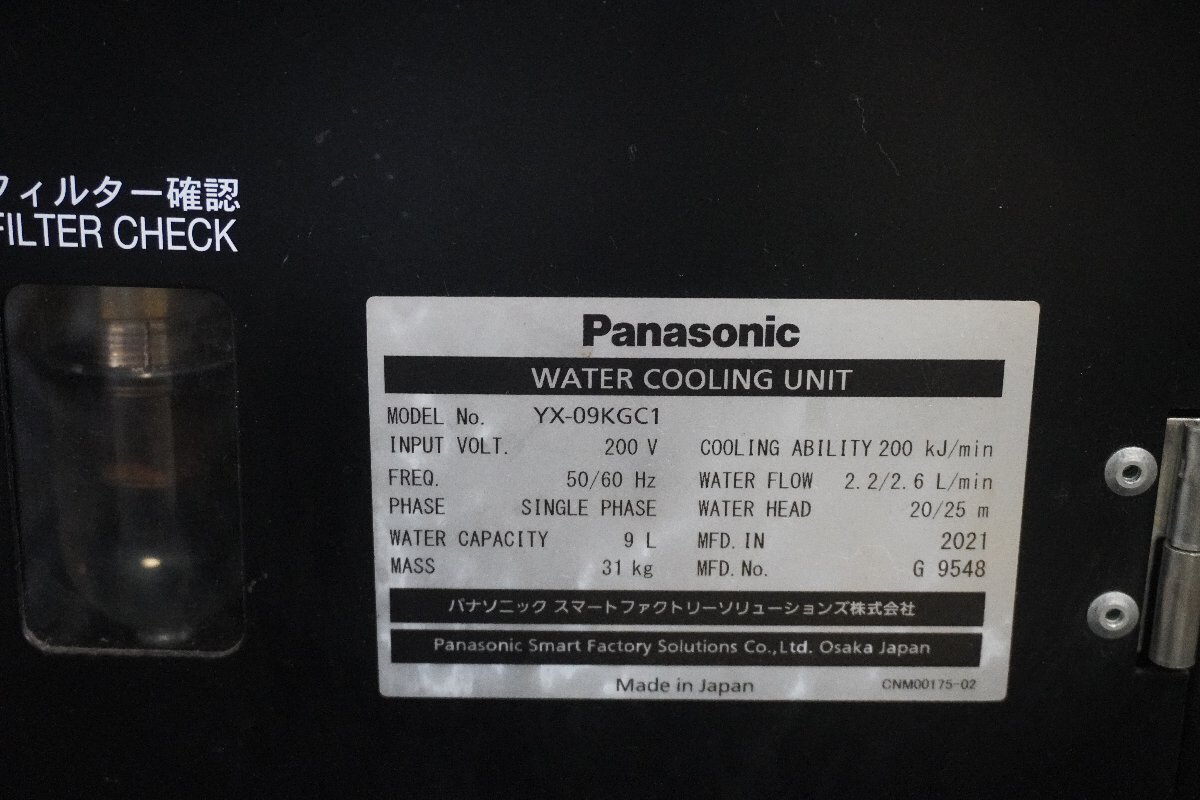 フィルター確認
FILTER CHECK
Panasonic
WATER COOLING UNIT
MODEL No. YX-09KGC1
INPUT VOLT. 200 V COOLING ABILITY 200 kJ/min
FREQ. 50/60 Hz WATER FLOW 2.2/2.6 L/min
PHASE SINGLE PHASE WATER HEAD 20/25 m
WATER CAPACITY 9 L MFD. IN 2021
MASS 31 kg MFD. No. G 9548
パナソニック スマートファクトリーソリューションズ株式会社
Panasonic Smart Factory Solutions Co.,Ltd. Osaka Japan
Made in Japan CNM00175-02